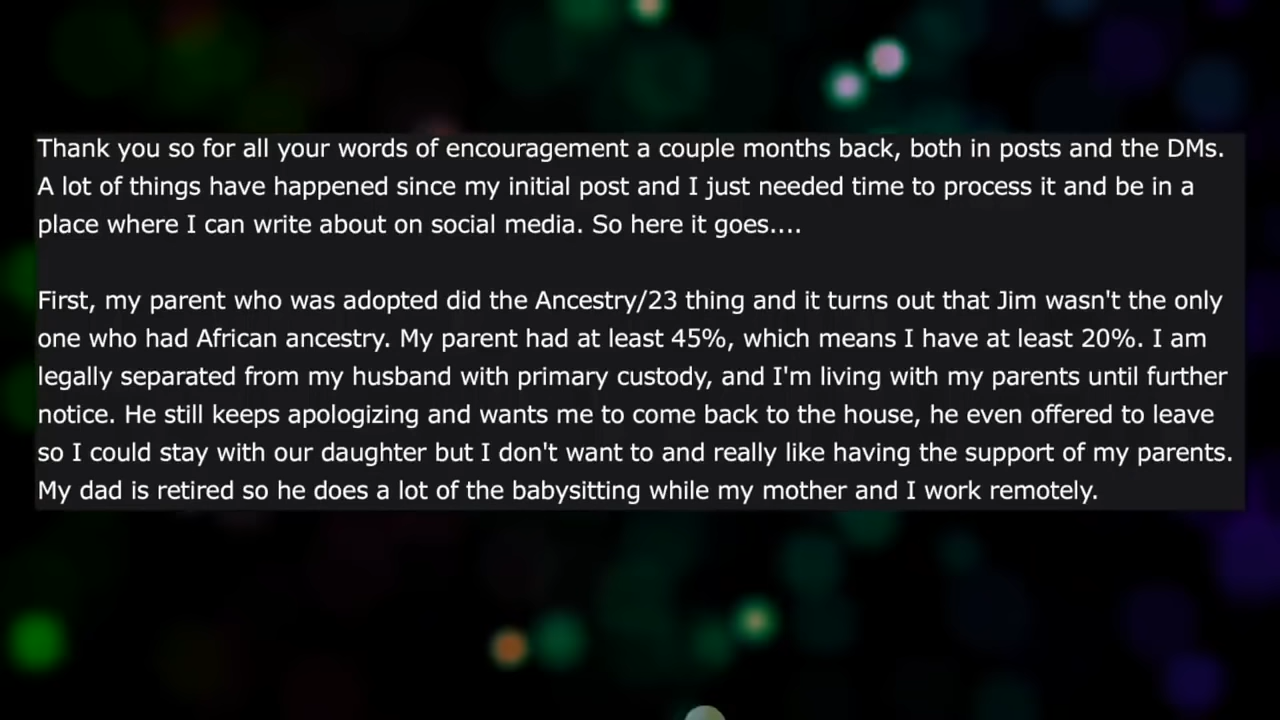 Thank you so for all your words of encouragement a couple months back, both in posts and the DMs.
A lot of things have happened since my initial post and I just needed time to process it and be in a
place where I can write about on social media. So here it goes....
First, my parent who was adopted did the Ancestry/23 thing and it turns out that Jim wasn't the only
one who had African ancestry. My parent had at least 45%, which means I have at least 20%. I am
legally separated from my husband with primary custody, and I'm living with my parents until further
notice. He still keeps apologizing and wants me to come back to the house, he even offered to leave
so I could stay with our daughter but I don't want to and really like having the support of my parents.
My dad is retired so he does a lot of the babysitting while my mother and I work remotely.